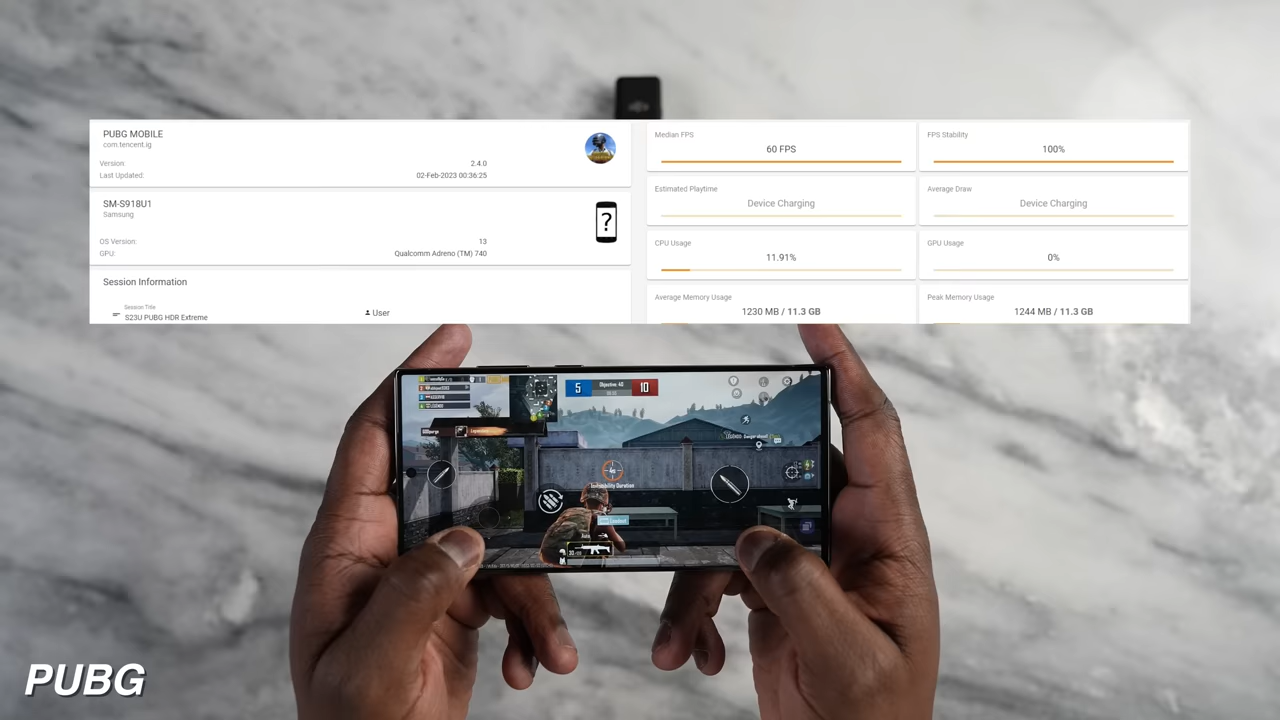 PUBG MOBILE
com.tencent.ig
Version:
2.4.0
Last Updated:
02-Feb-2023 00:36:25
SM-S918U1
Samsung
OS Version:
13
GPU:
Qualcomm Adreno (TM) 740
Session Information
Session Title
S23U PUBG HDR Extreme
User
Median FPS
60 FPS
FPS Stability
100%
Estimated Playtime
Device Charging
Average Draw
Device Charging
CPU Usage
11.91%
GPU Usage
0%
Average Memory Usage
1230 MB / 11.3 GB
Peak Memory Usage
1244 MB / 11.3 GB
5
Objective: 40
10
Invincibility Duration
PUBG